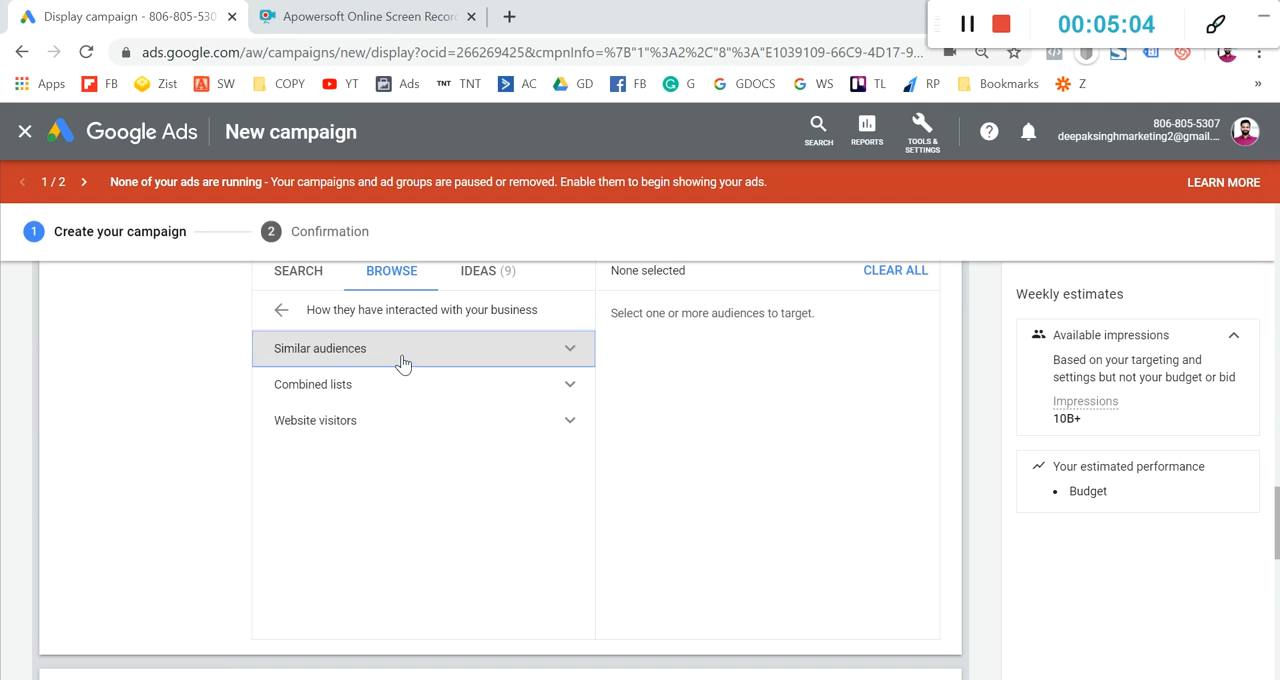 Display campaign - 806-805-530
Apowersoft Online Screen Recor
00:05:04
ads.google.com/aw/campaigns/new/display?ocid=266269425&cmpnInfo=%7B"1"%3A2%2C"8"%3A"E1039109-66C9-4D17-9...
Apps FB Zist SW COPY YT Ads TNT TNT AC GD FB G GDOCS WS TL RP Bookmarks Z »
Google Ads New campaign
SEARCH REPORTS TOOLS & SETTINGS
806-805-5307
deepaksinghmarketing2@gmail....
1 / 2 None of your ads are running - Your campaigns and ad groups are paused or removed. Enable them to begin showing your ads. LEARN MORE
1 Create your campaign 2 Confirmation
SEARCH BROWSE IDEAS (9)
None selected CLEAR ALL
How they have interacted with your business
Select one or more audiences to target.
Similar audiences
Combined lists
Website visitors
Weekly estimates
Available impressions
Based on your targeting and
settings but not your budget or bid
Impressions
10B+
Your estimated performance
• Budget